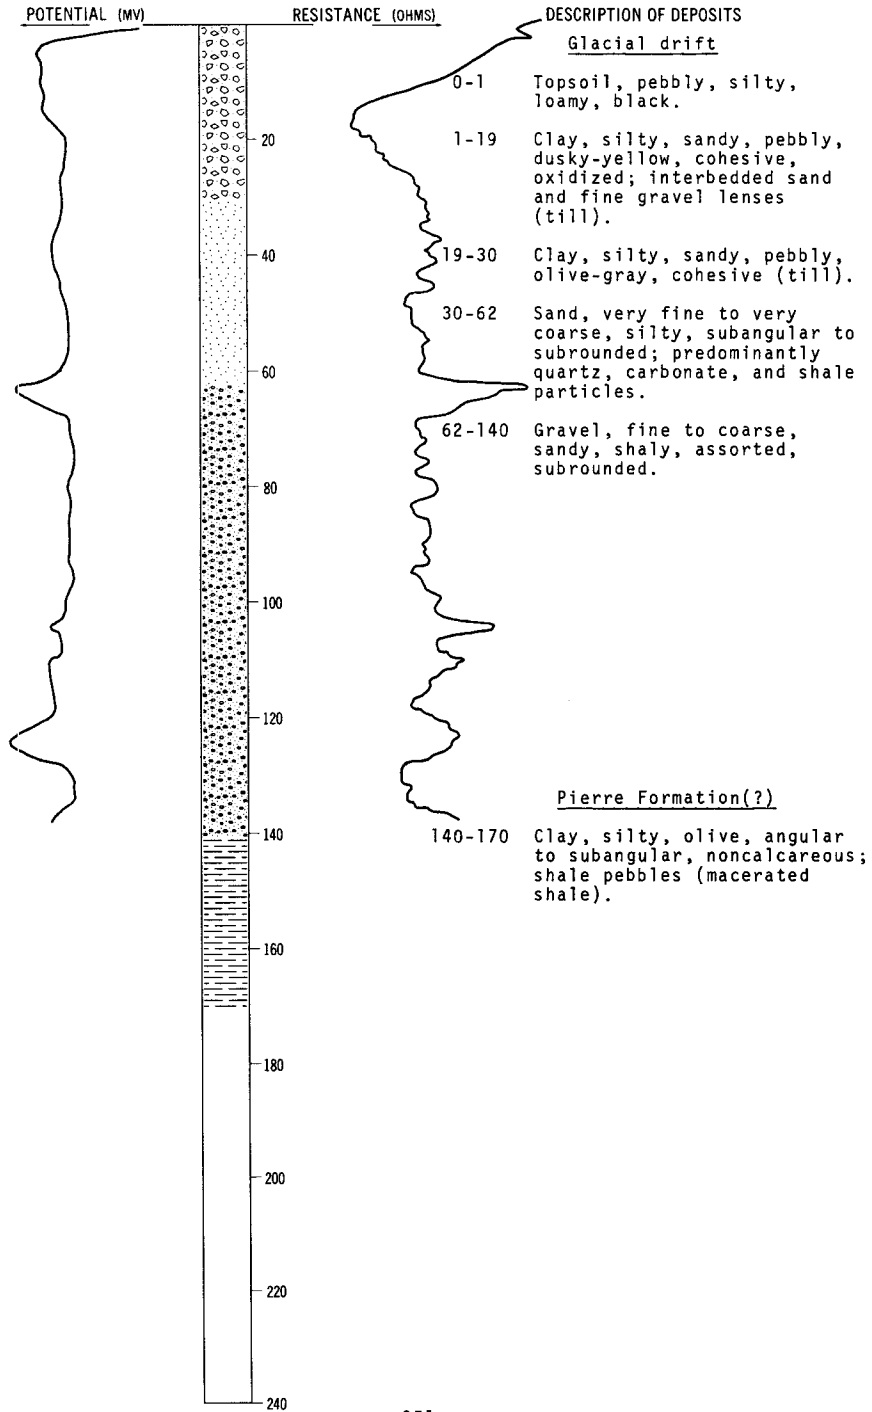 POTENTIAL (MV) RESISTANCE (OHMS) DESCRIPTION OF DEPOSITS
Glacial drift
0-1 Topsoil, pebbly, silty,
loamy, black.
1-19 Clay, silty, sandy, pebbly,
dusky-yellow, cohesive,
oxidized; interbedded sand
and fine gravel lenses
(till).
19-30 Clay, silty, sandy, pebbly,
olive-gray, cohesive (till).
30-62 Sand, very fine to very
coarse, silty, subangular to
subrounded; predominantly
quartz, carbonate, and shale
particles.
62-140 Gravel, fine to coarse,
sandy, shaly, assorted,
subrounded.
Pierre Formation(?)
140-170 Clay, silty, olive, angular
to subangular, noncalcareous;
shale pebbles (macerated
shale).
20
40
60
80
100
120
140
160
180
200
220
240